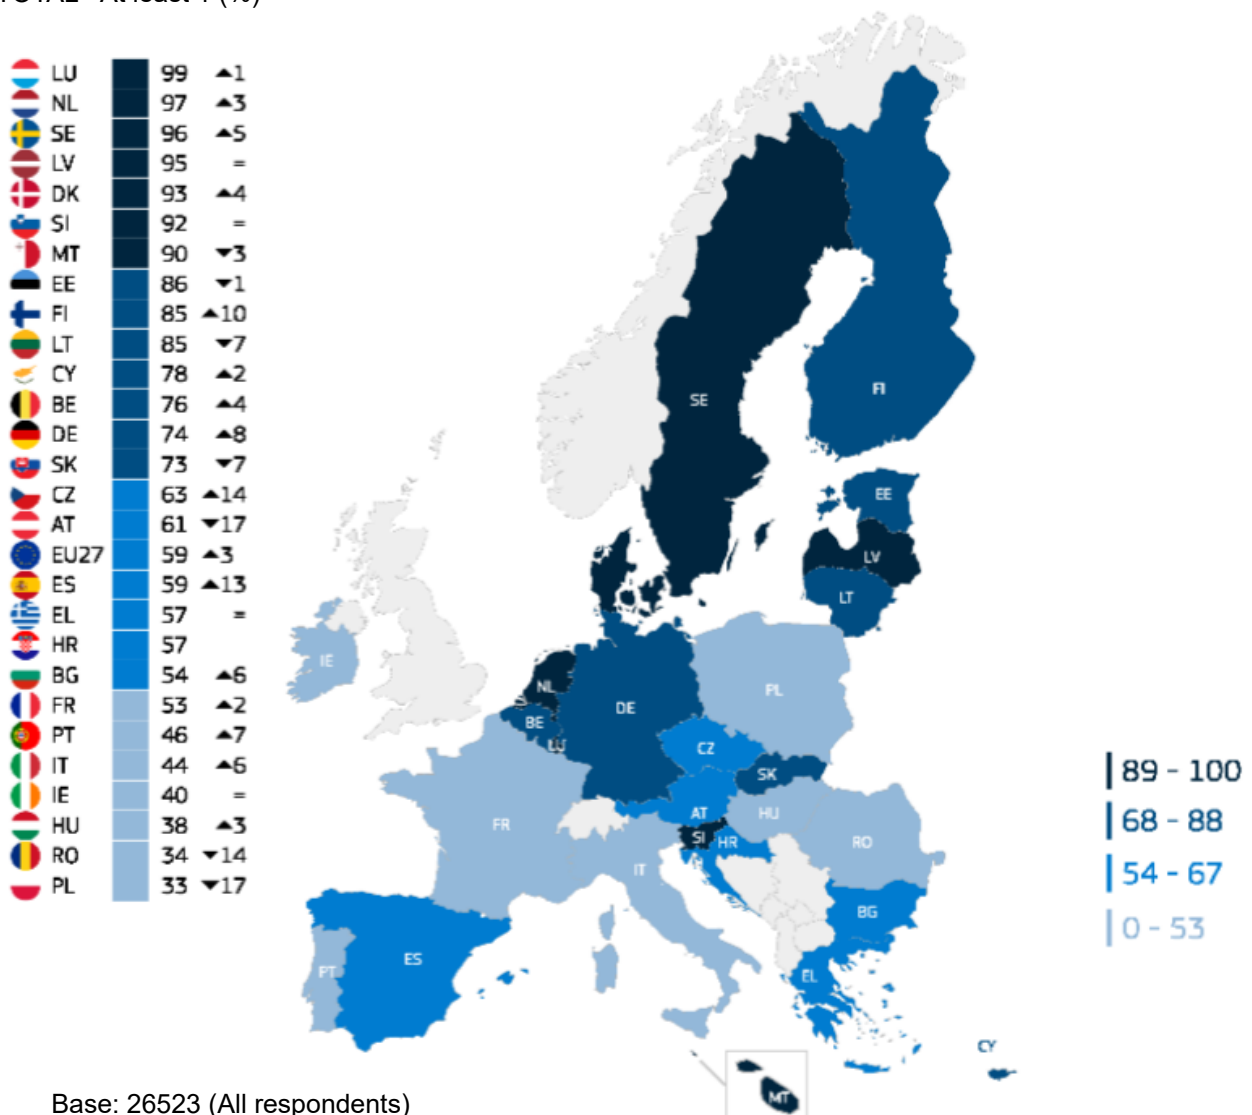 LU 99 ▲1
NL 97 ▲3
SE 96 ▲5
LV 95 =
DK 93 ▲4
SI 92 =
MT 90 ▼3
EE 86 ▼1
FI 85 ▲10
LT 85 ▼7
CY 78 ▲2
BE 76 ▲4
DE 74 ▲8
SK 73 ▼7
CZ 63 ▲14
AT 61 ▼17
EU27 59 ▲3
ES 59 ▲13
EL 57 =
HR 57
BG 54 ▲6
FR 53 ▲2
PT 46 ▲7
IT 44 ▲6
IE 40 =
HU 38 ▲3
RO 34 ▼14
PL 33 ▼17
SE
FI
EE
LV
LT
IE
NL
DE
PL
BE
LU
CZ
SK
FR
AT
HU
SI
HR
RO
IT
BG
ES
PT
EL
CY
MT
89 - 100
68 - 88
54 - 67
0 - 53
Base: 26523 (All respondents)